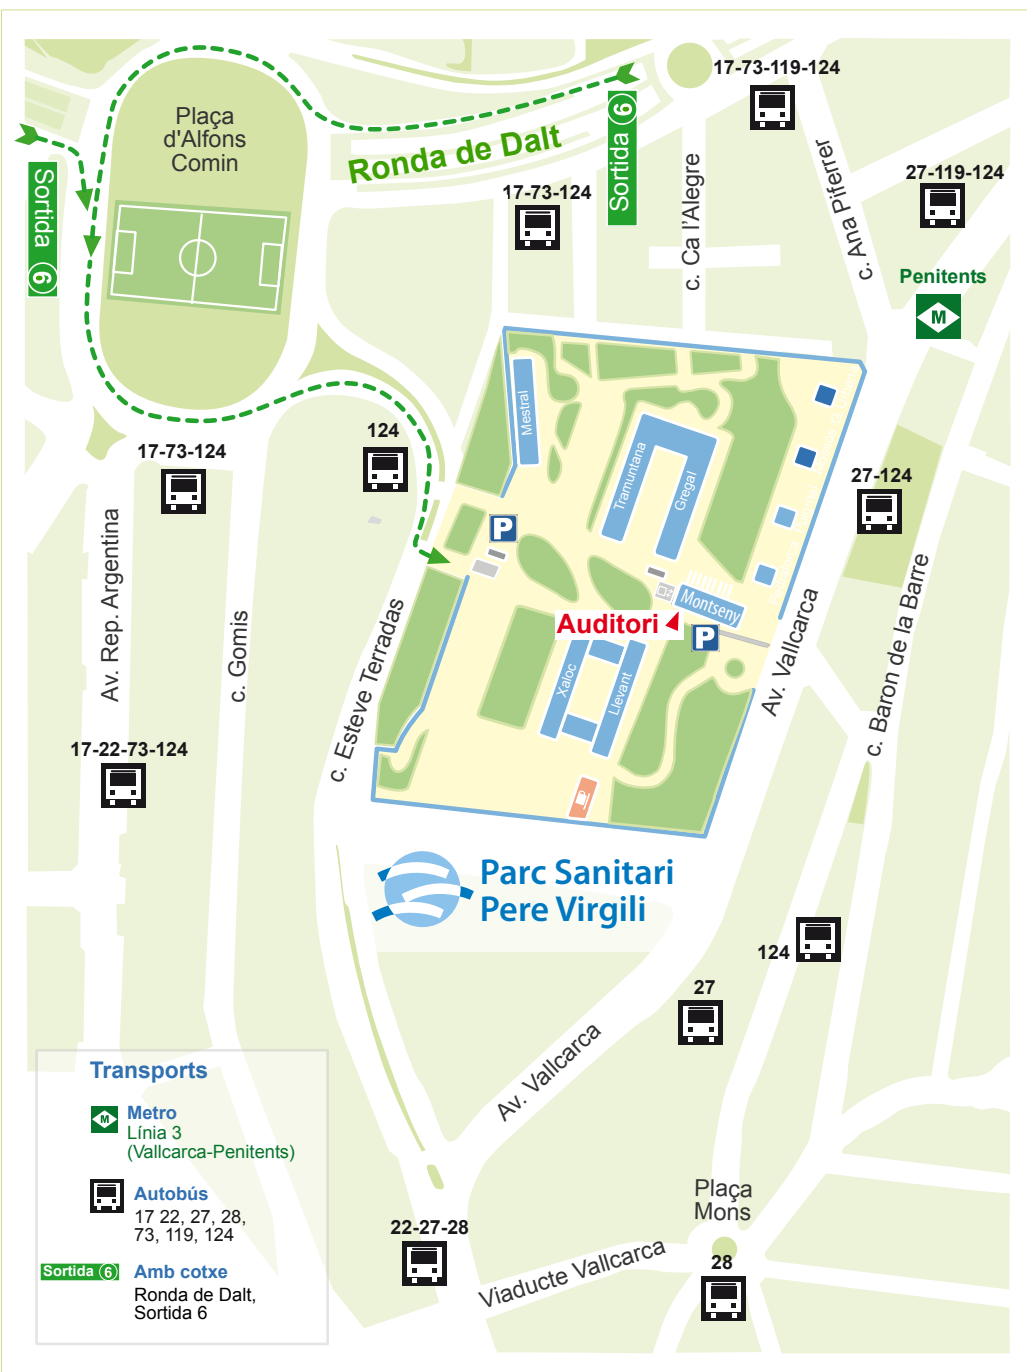 17-73-119-124
Plaça
d'Alfons
Comin
Ronda de Dalt
Sortida 6
Sortida 6
c. Ca l'Alegre
c. Ana Piferrer
27-119-124
17-73-124
Penitents
M
Mestral
Tramuntana
Gregal
124
17-73-124
27-124
P
Av. Rep. Argentina
c. Gomis
c. Esteve Terradas
Montseny
Auditori
P
Xaloc
Llevant
Av. Vallcarca
c. Baron de la Barre
17-22-73-124
Parc Sanitari
Pere Virgili
124
27
Av. Vallcarca
Transports
M
Metro
Línia 3
(Vallcarca-Penitents)
Autobús
17 22, 27, 28,
73, 119, 124
Sortida 6
Amb cotxe
Ronda de Dalt,
Sortida 6
Plaça
Mons
22-27-28
Viaducte Vallcarca
28